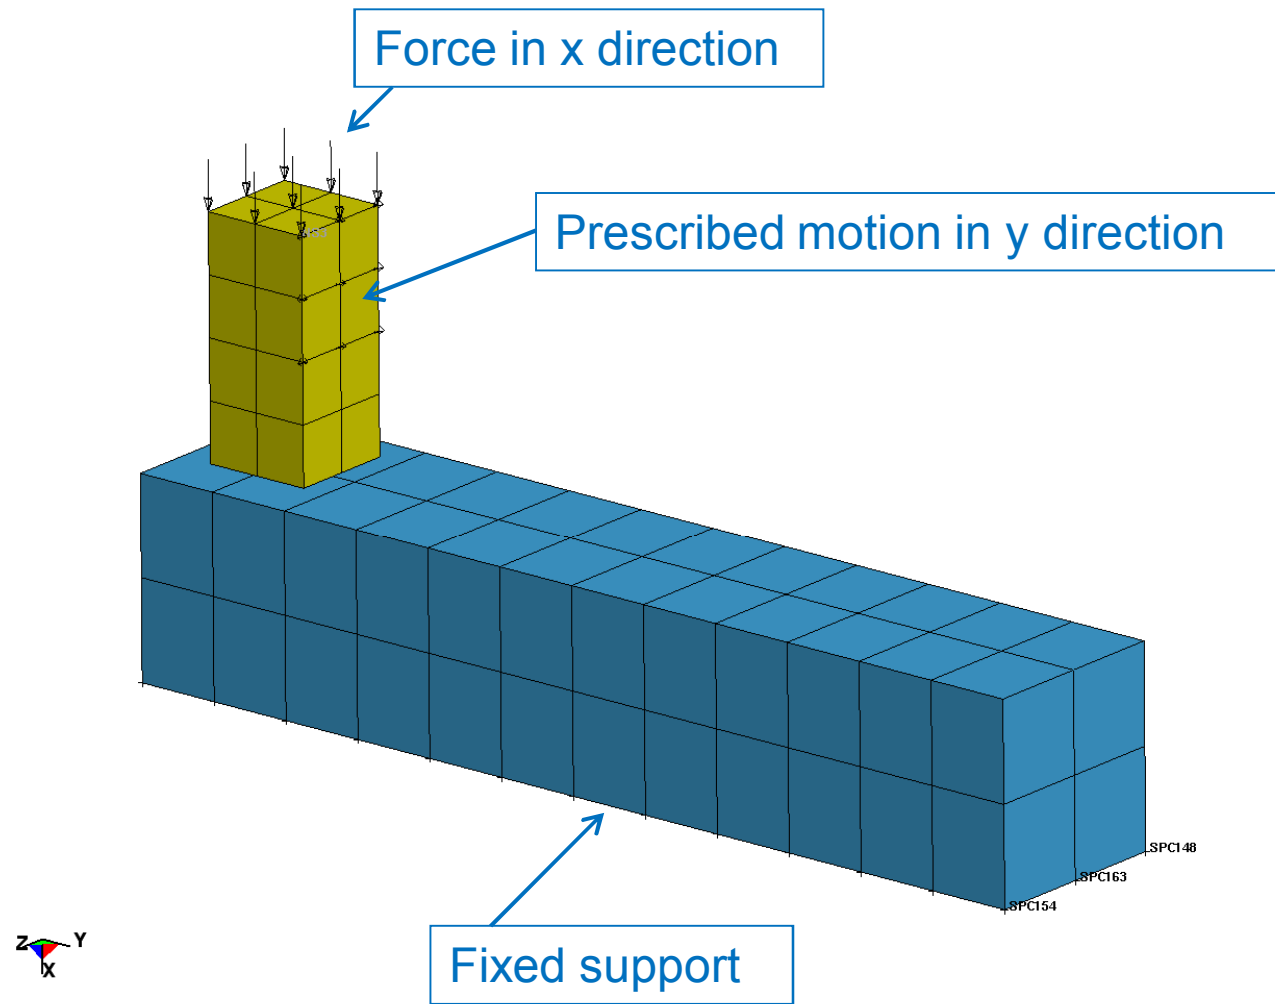 Force in x direction
Prescribed motion in y direction
SPC148
SPC163
SPC154
Z
Y
X
Fixed support